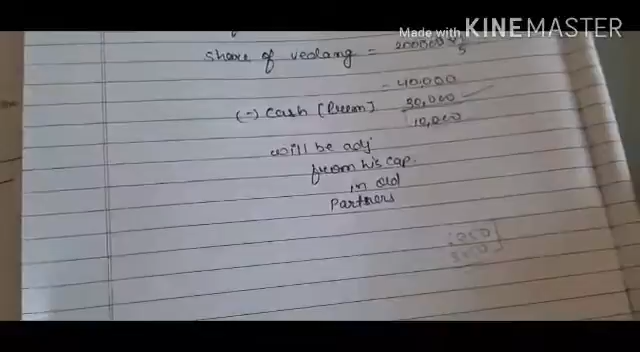 Made with KINEMASTER
Share of vedang = 200000 × 1/5
= 40,000
(-) Cash [Prem] 30,000
10,000
will be adj
from his cap.
in old
Partners